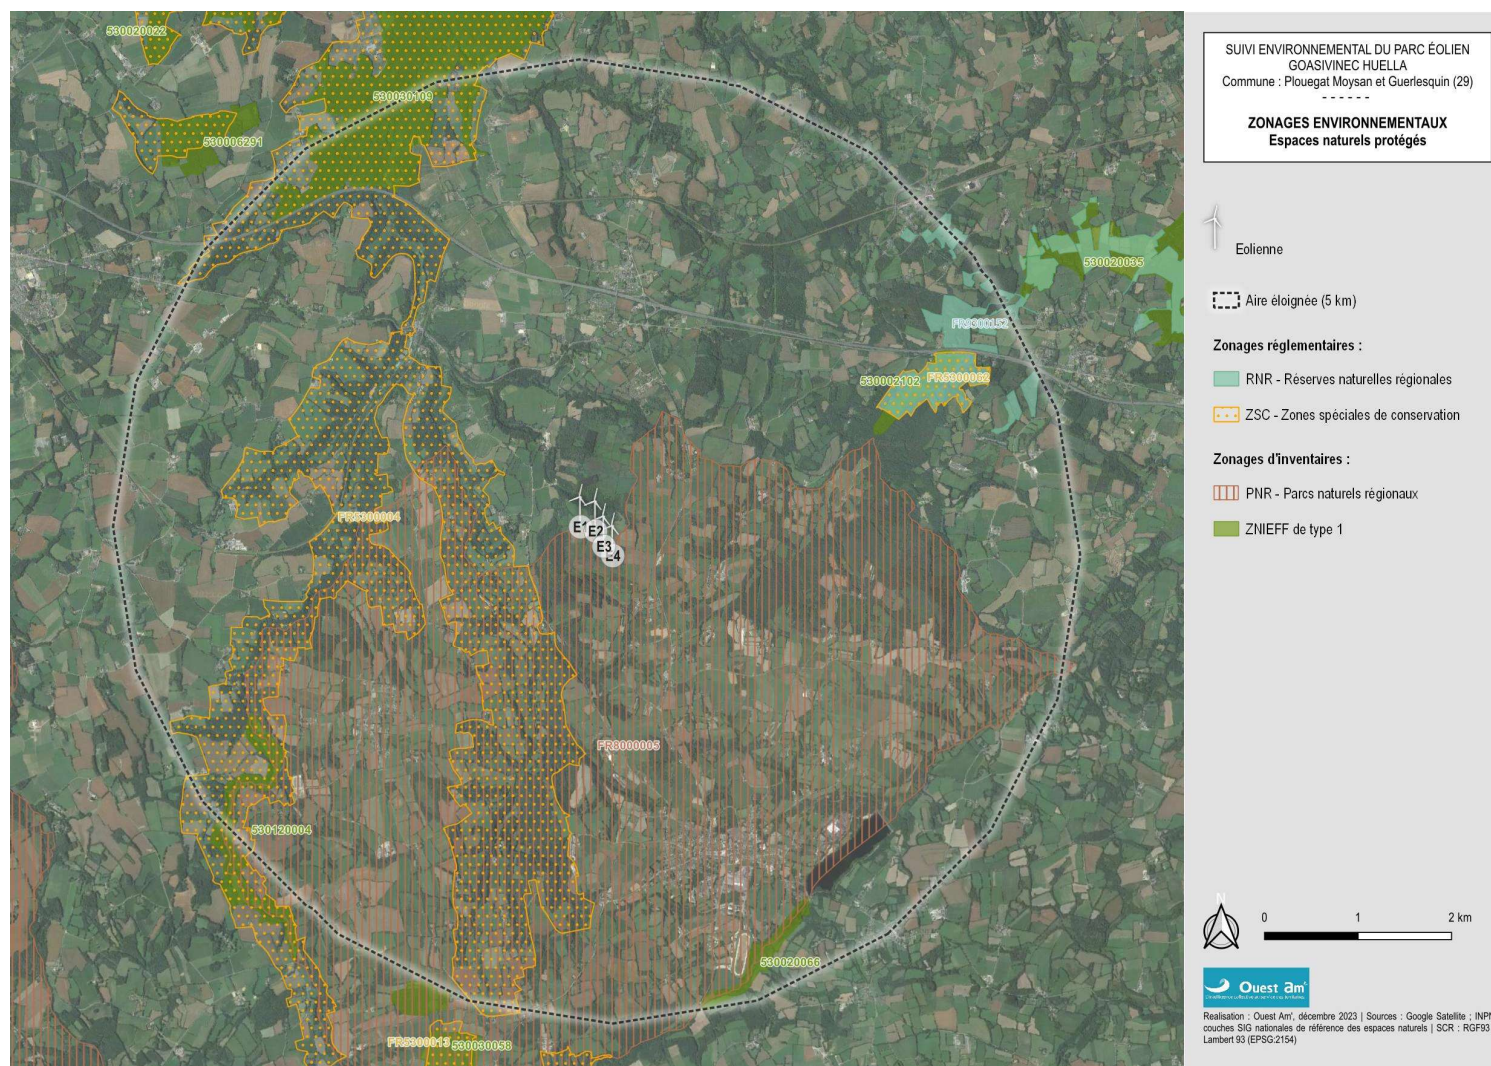 530020022
530030109
530006291
530020035
FR9300152
530002102
FR5300062
FR5300004
E1
E2
E3
E4
FR8000005
530120004
530020066
FR5300013
530030058
SUIVI ENVIRONNEMENTAL DU PARC ÉOLIEN
GOASIVINEC HUELLA
Commune : Plouegat Moysan et Guerlesquin (29)
- - - - - -
ZONAGES ENVIRONNEMENTAUX
Espaces naturels protégés
Eolienne
Aire éloignée (5 km)
Zonages réglementaires :
RNR - Réserves naturelles régionales
ZSC - Zones spéciales de conservation
Zonages d'inventaires :
PNR - Parcs naturels régionaux
ZNIEFF de type 1
N
0 1 2 km
Ouest am'
Realisation : Ouest Am', décembre 2023 | Sources : Google Satellite ; INPN
couches SIG nationales de référence des espaces naturels | SCR : RGF93
Lambert 93 (EPSG:2154)